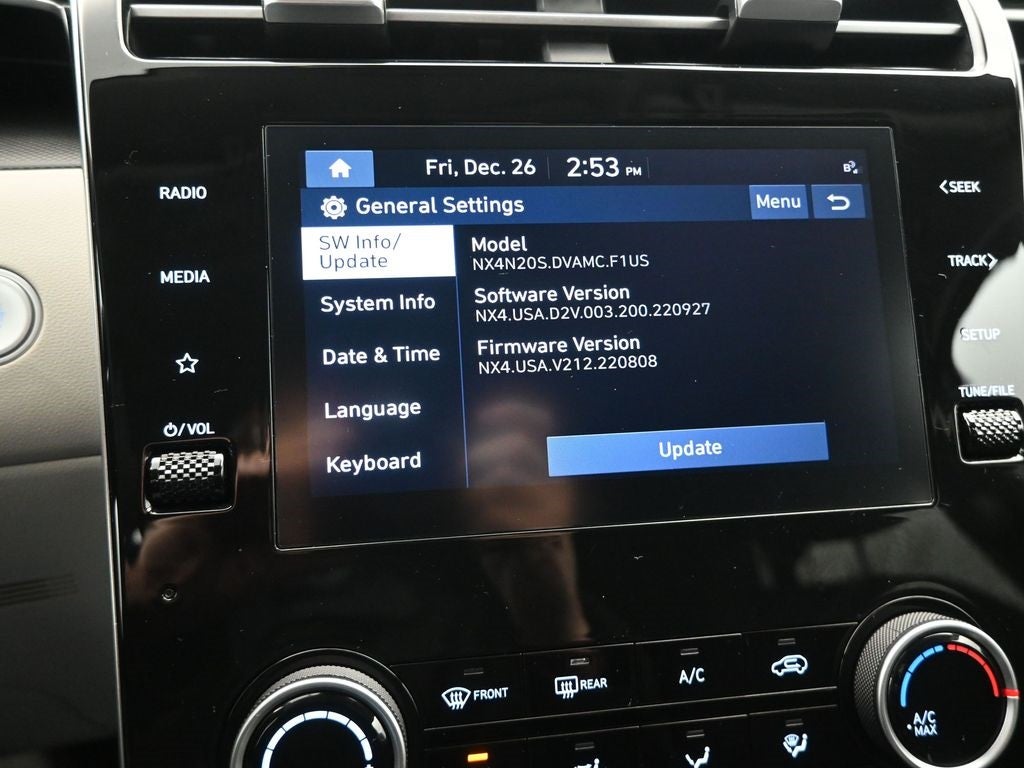 Fri, Dec. 26
2:53 PM
B
General Settings
Menu
SW Info/
Update
System Info
Date & Time
Language
Keyboard
Model
NX4N20S.DVAMC.F1US
Software Version
NX4.USA.D2V.003.200.220927
Firmware Version
NX4.USA.V212.220808
Update
RADIO
MEDIA
/VOL
SEEK
TRACK
SETUP
TUNE/FILE
FRONT
REAR
A/C
A/C
MAX